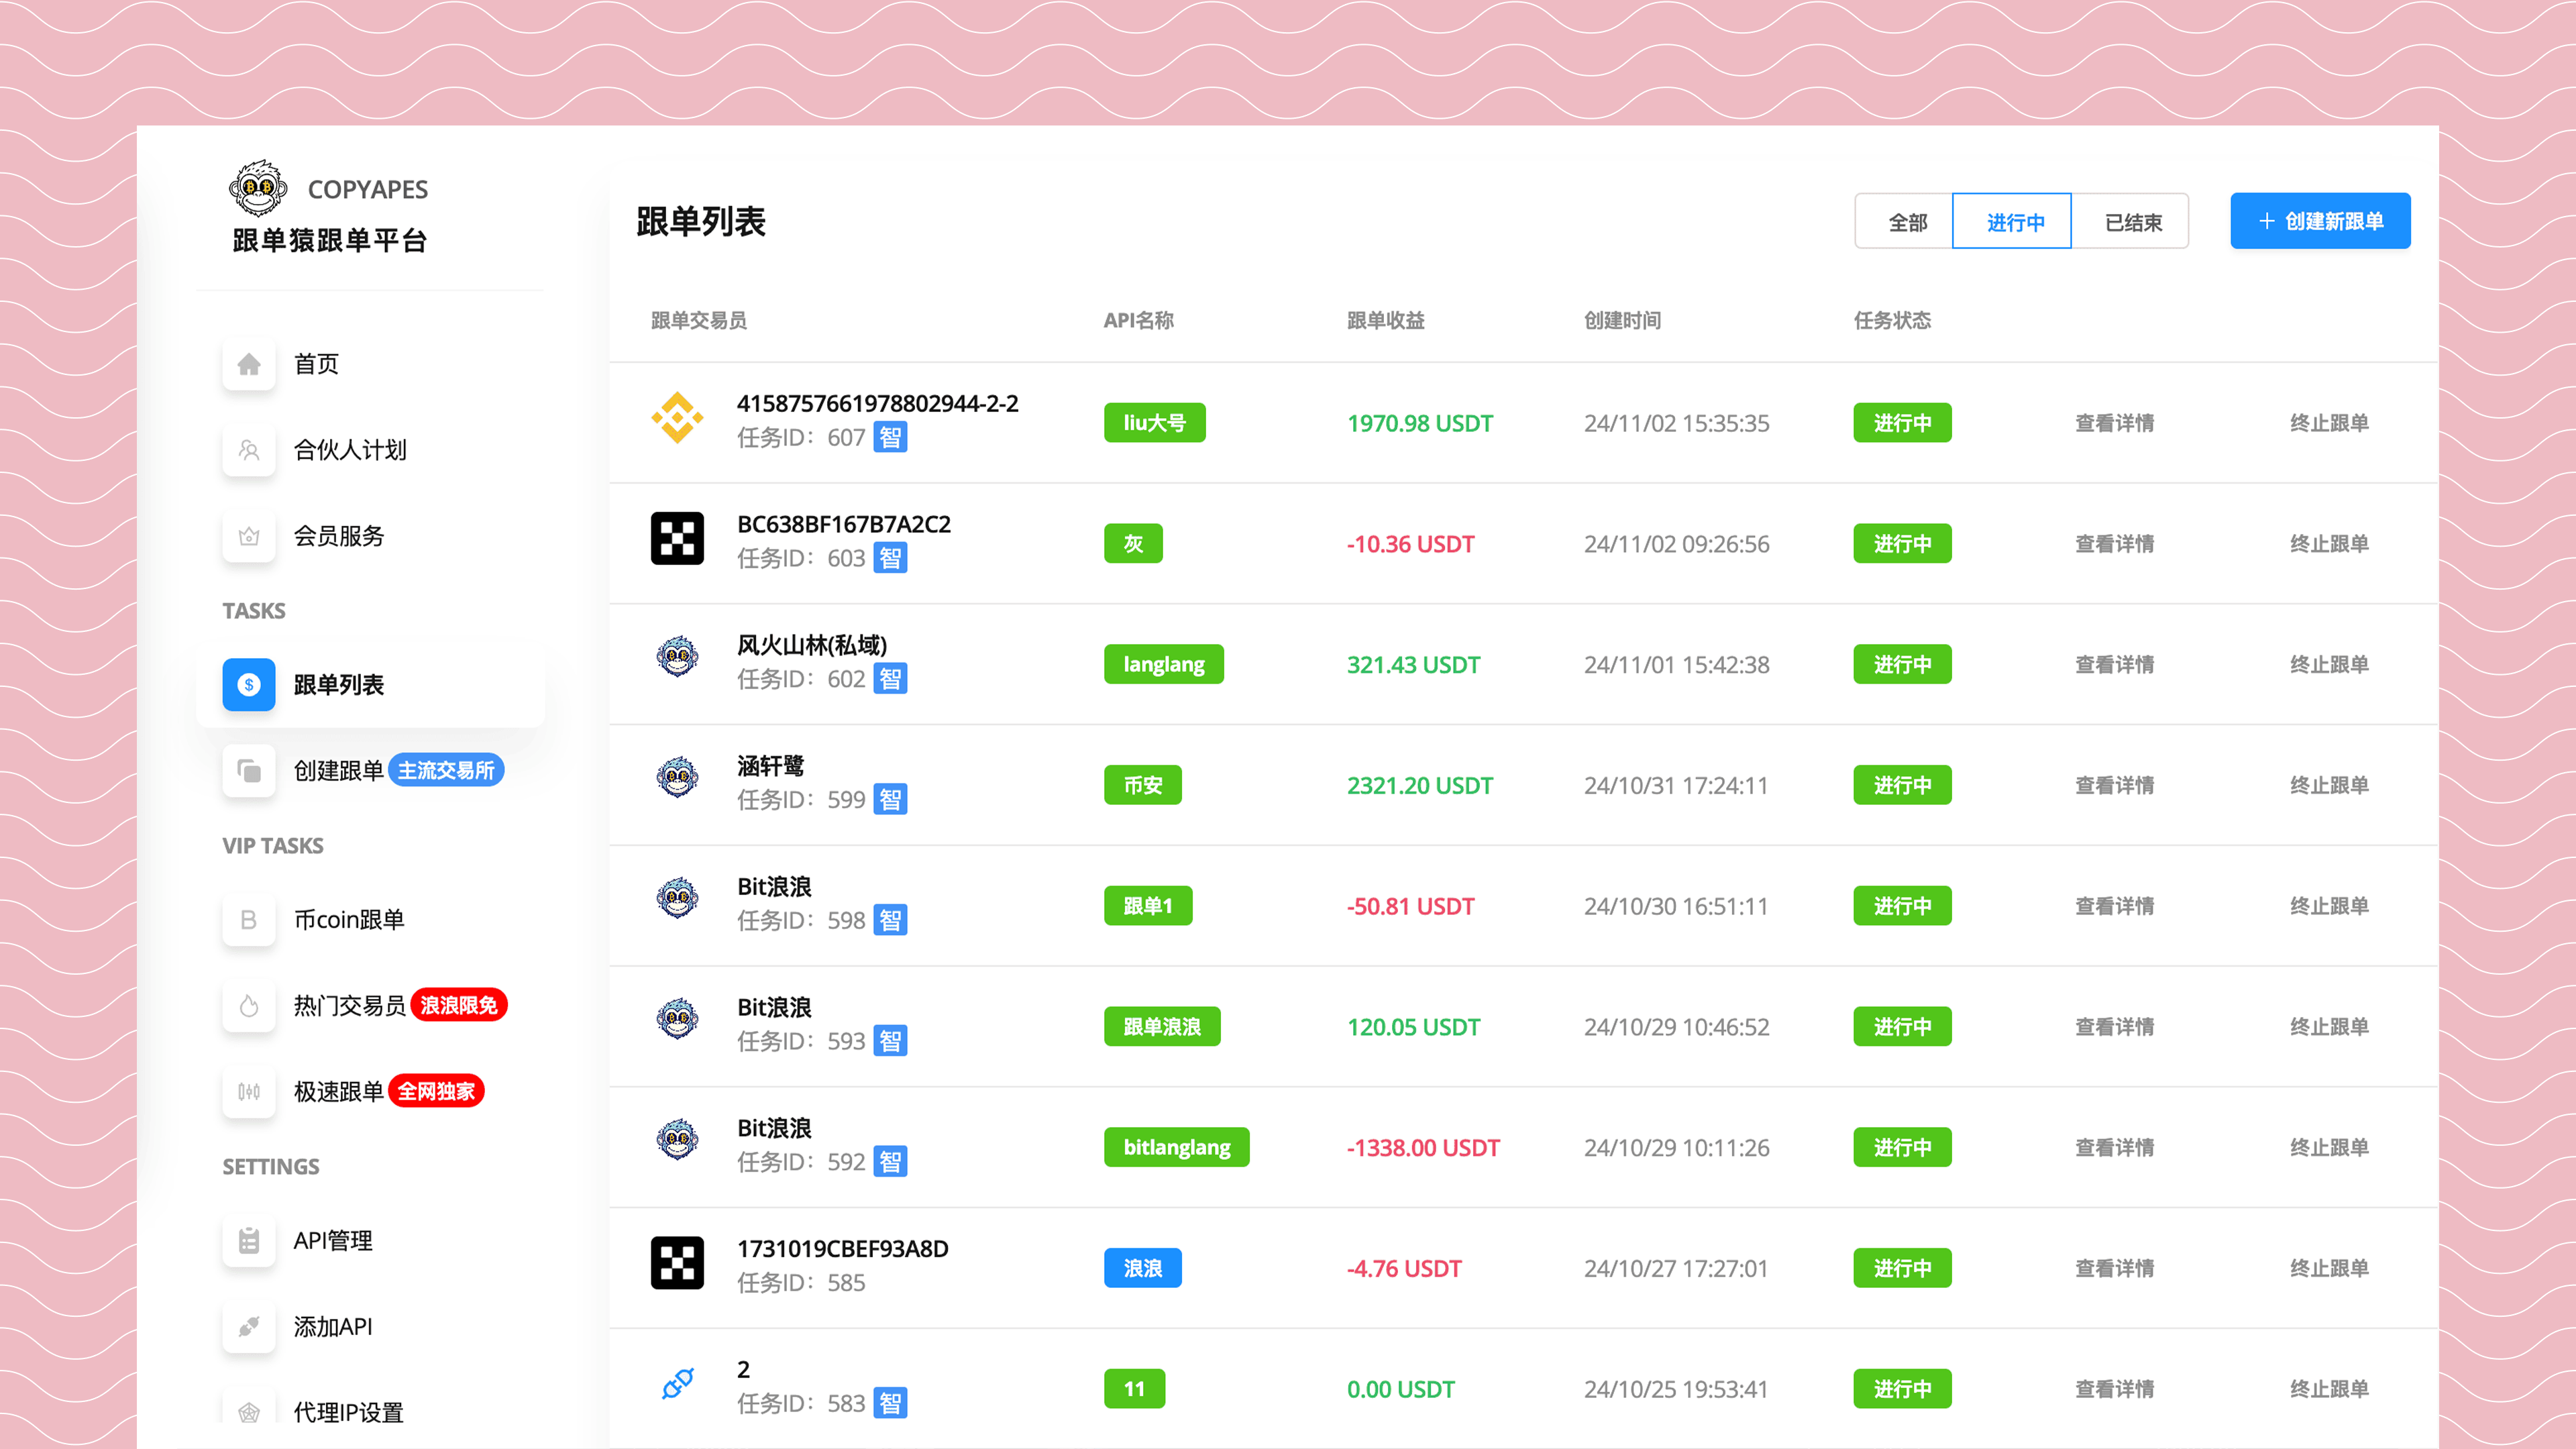 COPYAPES
跟单猿跟单平台
首页
合伙人计划
会员服务
TASKS
跟单列表
创建跟单 主流交易所
VIP TASKS
B 币coin跟单
热门交易员 浪浪限免
极速跟单 全网独家
SETTINGS
API管理
添加API
代理IP设置
跟单列表
全部 进行中 已结束 + 创建新跟单
跟单交易员 API名称 跟单收益 创建时间 任务状态
4158757661978802944-2-2
任务ID：607 智 liu大号 1970.98 USDT 24/11/02 15:35:35 进行中 查看详情 终止跟单
BC638BF167B7A2C2
任务ID：603 智 灰 -10.36 USDT 24/11/02 09:26:56 进行中 查看详情 终止跟单
风火山林(私域)
任务ID：602 智 langlang 321.43 USDT 24/11/01 15:42:38 进行中 查看详情 终止跟单
涵轩鹭
任务ID：599 智 币安 2321.20 USDT 24/10/31 17:24:11 进行中 查看详情 终止跟单
Bit浪浪
任务ID：598 智 跟单1 -50.81 USDT 24/10/30 16:51:11 进行中 查看详情 终止跟单
Bit浪浪
任务ID：593 智 跟单浪浪 120.05 USDT 24/10/29 10:46:52 进行中 查看详情 终止跟单
Bit浪浪
任务ID：592 智 bitlanglang -1338.00 USDT 24/10/29 10:11:26 进行中 查看详情 终止跟单
1731019CBEF93A8D
任务ID：585 浪浪 -4.76 USDT 24/10/27 17:27:01 进行中 查看详情 终止跟单
2
任务ID：583 智 11 0.00 USDT 24/10/25 19:53:41 进行中 查看详情 终止跟单